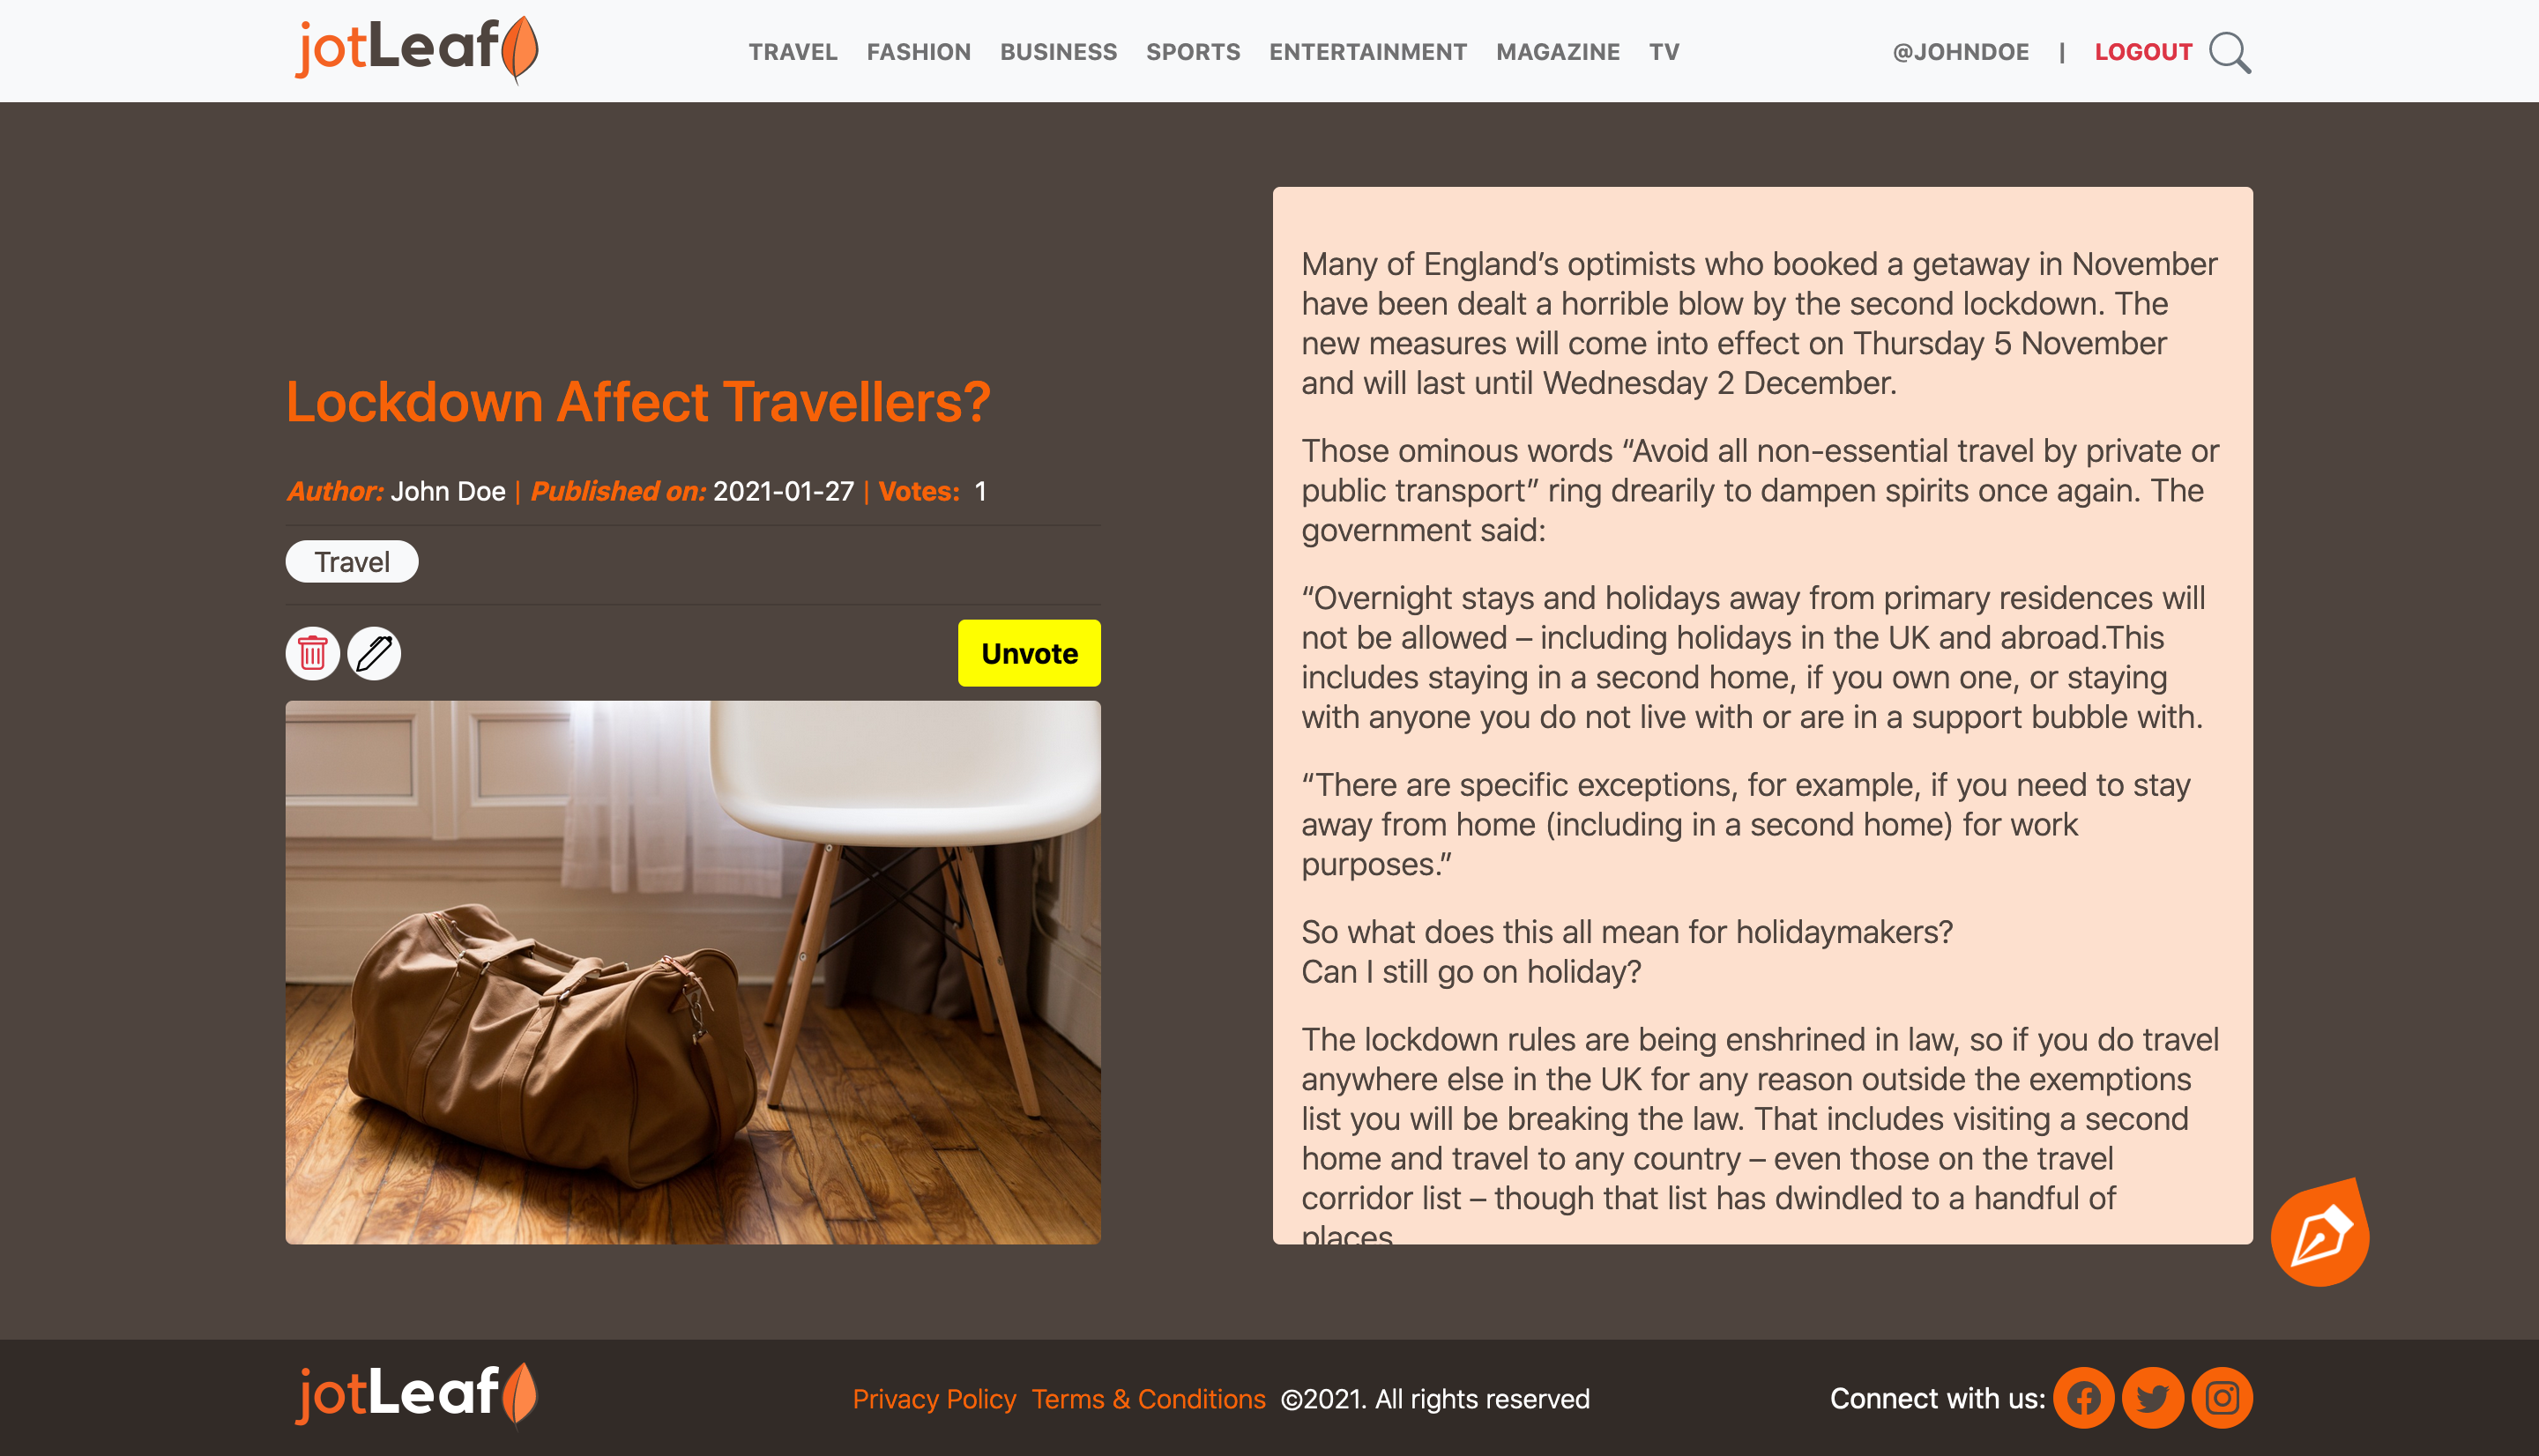 jotLeaf
TRAVEL FASHION BUSINESS SPORTS ENTERTAINMENT MAGAZINE TV
@JOHNDOE | LOGOUT
Lockdown Affect Travellers?
Author: John Doe | Published on: 2021-01-27 | Votes: 1
Travel
Unvote
Many of England’s optimists who booked a getaway in November
have been dealt a horrible blow by the second lockdown. The
new measures will come into effect on Thursday 5 November
and will last until Wednesday 2 December.
Those ominous words “Avoid all non-essential travel by private or
public transport” ring drearily to dampen spirits once again. The
government said:
“Overnight stays and holidays away from primary residences will
not be allowed – including holidays in the UK and abroad.This
includes staying in a second home, if you own one, or staying
with anyone you do not live with or are in a support bubble with.
“There are specific exceptions, for example, if you need to stay
away from home (including in a second home) for work
purposes.”
So what does this all mean for holidaymakers?
Can I still go on holiday?
The lockdown rules are being enshrined in law, so if you do travel
anywhere else in the UK for any reason outside the exemptions
list you will be breaking the law. That includes visiting a second
home and travel to any country – even those on the travel
corridor list – though that list has dwindled to a handful of
places
jotLeaf
Privacy Policy Terms & Conditions ©2021. All rights reserved
Connect with us: